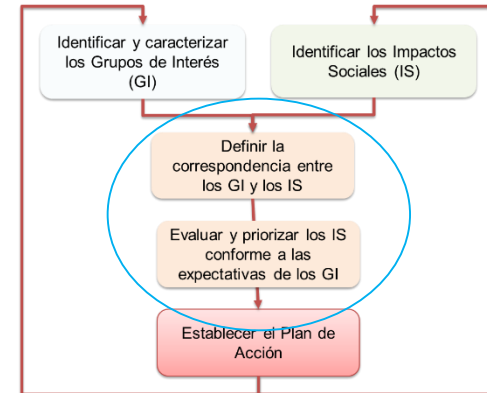 Identificar y caracterizar
los Grupos de Interés
(GI)
Identificar los Impactos
Sociales (IS)
Definir la
correspondencia entre
los GI y los IS
Evaluar y priorizar los IS
conforme a las
expectativas de los GI
Establecer el Plan de
Acción